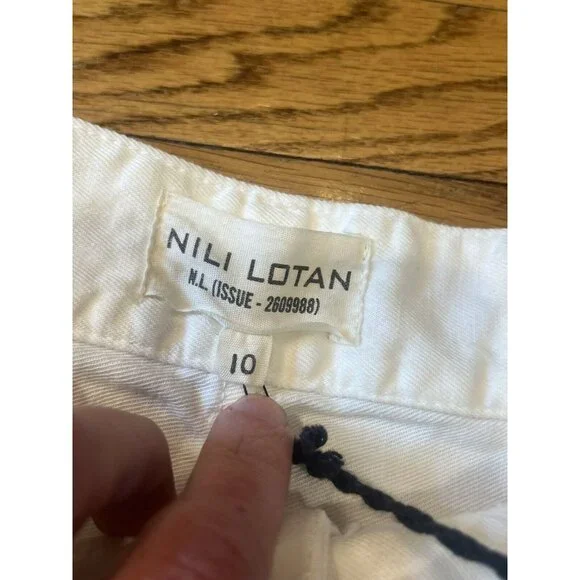 NILI LOTAN
N.L. (ISSUE - 2609988)
10